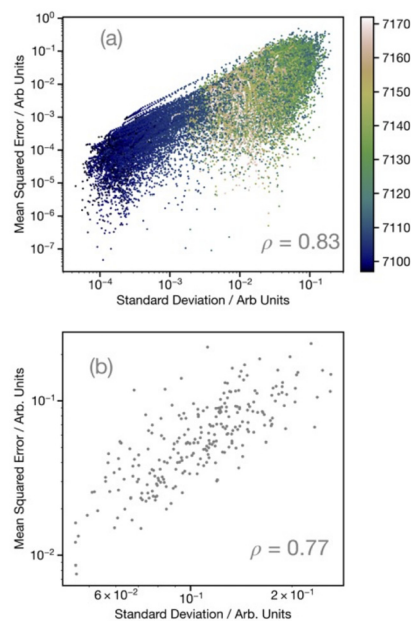 (a)
Mean Squared Error / Arb Units
10⁰
10⁻¹
10⁻²
10⁻³
10⁻⁴
10⁻⁵
10⁻⁶
10⁻⁷
ρ = 0.83
10⁻⁴ 10⁻³ 10⁻² 10⁻¹
Standard Deviation / Arb Units
7170
7160
7150
7140
7130
7120
7110
7100
(b)
Mean Squared Error / Arb. Units
10⁻¹
10⁻²
ρ = 0.77
6 × 10⁻² 10⁻¹ 2 × 10⁻¹
Standard Deviation / Arb. Units